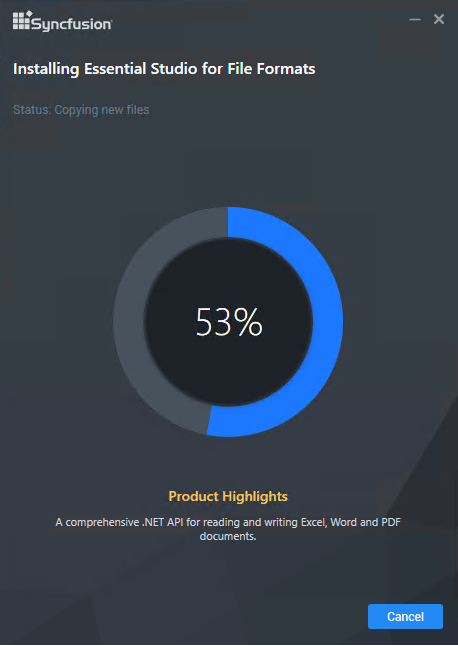 Syncfusion
Installing Essential Studio for File Formats
Status: Copying new files
53%
Product Highlights
A comprehensive .NET API for reading and writing Excel, Word and PDF
documents.
Cancel